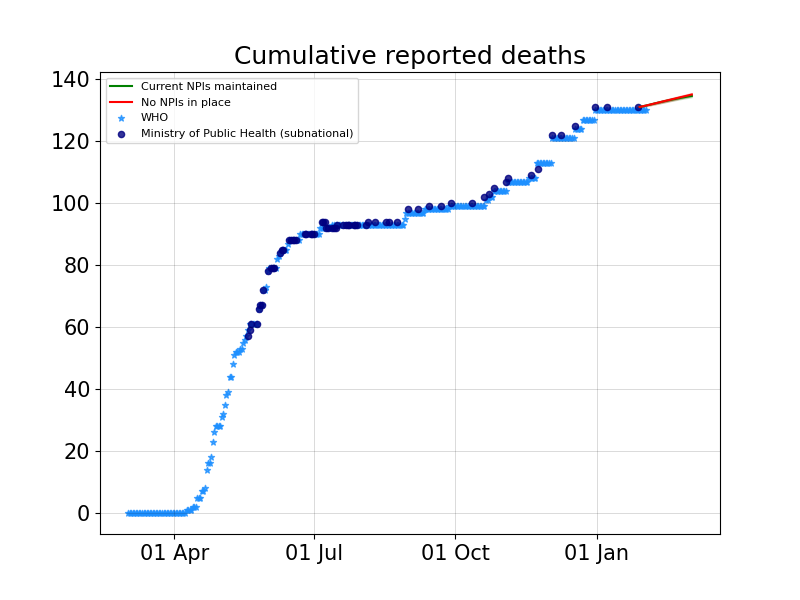 Cumulative reported deaths
Current NPIs maintained
No NPIs in place
WHO
Ministry of Public Health (subnational)
140
120
100
80
60
40
20
0
01 Apr
01 Jul
01 Oct
01 Jan